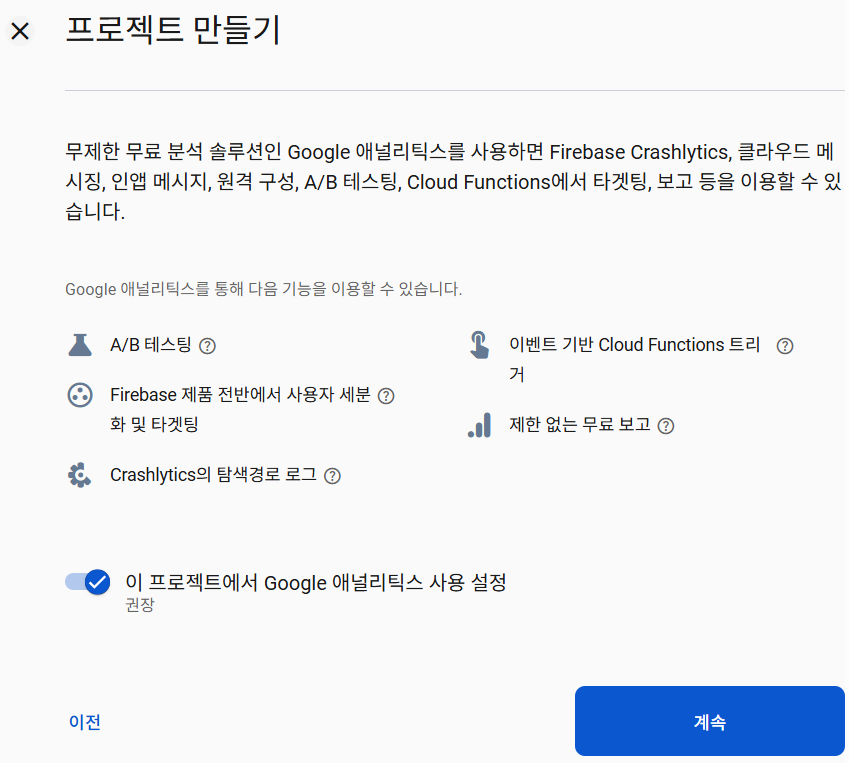 프로젝트 만들기
무제한 무료 분석 솔루션인 Google 애널리틱스를 사용하면 Firebase Crashlytics, 클라우드 메
시징, 인앱 메시지, 원격 구성, A/B 테스팅, Cloud Functions에서 타겟팅, 보고 등을 이용할 수 있
습니다.
Google 애널리틱스를 통해 다음 기능을 이용할 수 있습니다.
A/B 테스팅
Firebase 제품 전반에서 사용자 세분
화 및 타겟팅
Crashlytics의 탐색경로 로그
이벤트 기반 Cloud Functions 트리
거
제한 없는 무료 보고
이 프로젝트에서 Google 애널리틱스 사용 설정
권장
이전
계속